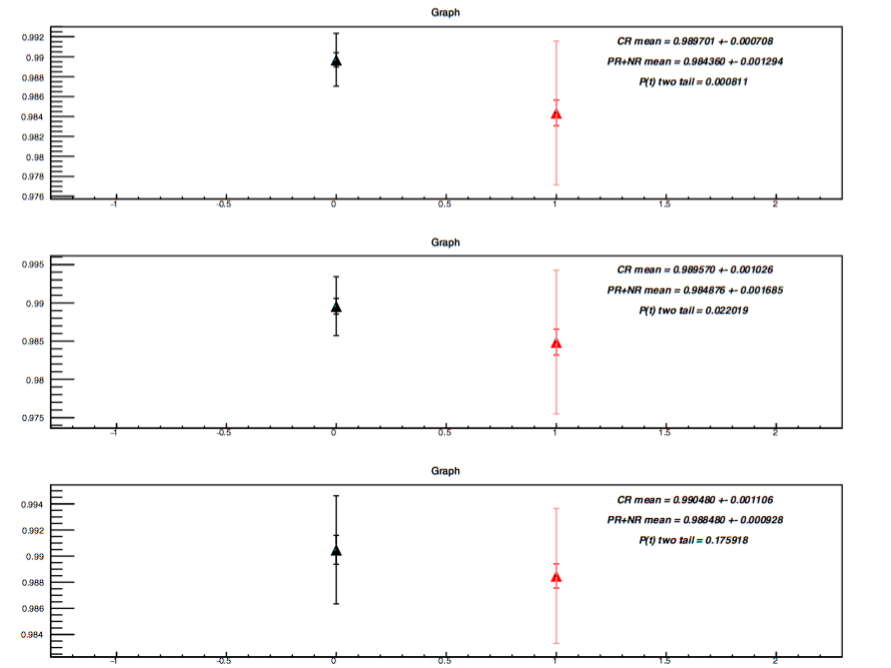 Graph
0.992
CR mean = 0.989701 +- 0.000708
0.99
PR+NR mean = 0.984360 +- 0.001294
0.988
P(t) two tail = 0.000811
0.986
0.984
0.982
0.98
0.978
0.976
-1 -0.5 0 0.5 1 1.5 2
Graph
0.995
CR mean = 0.989570 +- 0.001026
PR+NR mean = 0.984876 +- 0.001685
0.99
P(t) two tail = 0.022019
0.985
0.98
0.975
-1 -0.5 0 0.5 1 1.5 2
Graph
CR mean = 0.990480 +- 0.001106
0.994
PR+NR mean = 0.988480 +- 0.000928
0.992
P(t) two tail = 0.175918
0.99
0.988
0.986
0.984
-1 -0.5 0 0.5 1 1.5 2